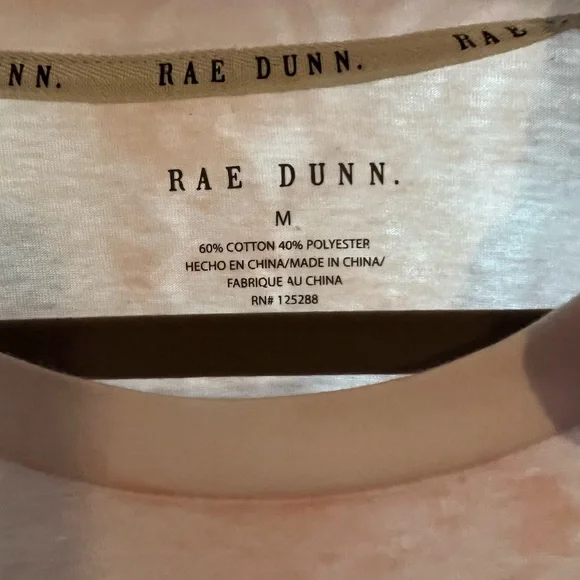 NN. RAE DUNN. RAE
RAE DUNN.
M
60% COTTON 40% POLYESTER
HECHO EN CHINA/MADE IN CHINA/
FABRIQUE AU CHINA
RN# 125288